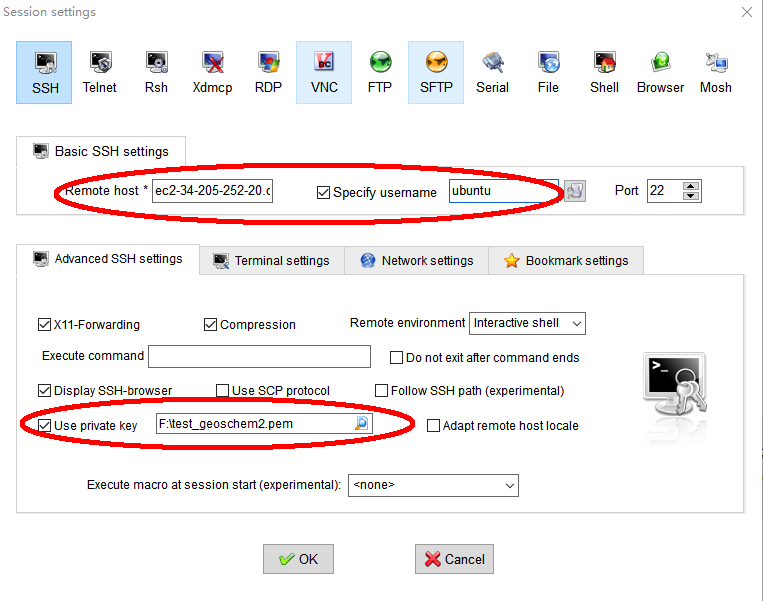 Session settings
SSH Telnet Rsh Xdmcp RDP VNC FTP SFTP Serial File Shell Browser Mosh
Basic SSH settings
Remote host * ec2-34-205-252-20.c Specify username ubuntu Port 22
Advanced SSH settings Terminal settings Network settings Bookmark settings
X11-Forwarding Compression Remote environment Interactive shell
Execute command Do not exit after command ends
Display SSH-browser Use SCP protocol Follow SSH path (experimental)
Use private key F:\test_geoschem2.pem Adapt remote host locale
Execute macro at session start (experimental): <none>
OK Cancel